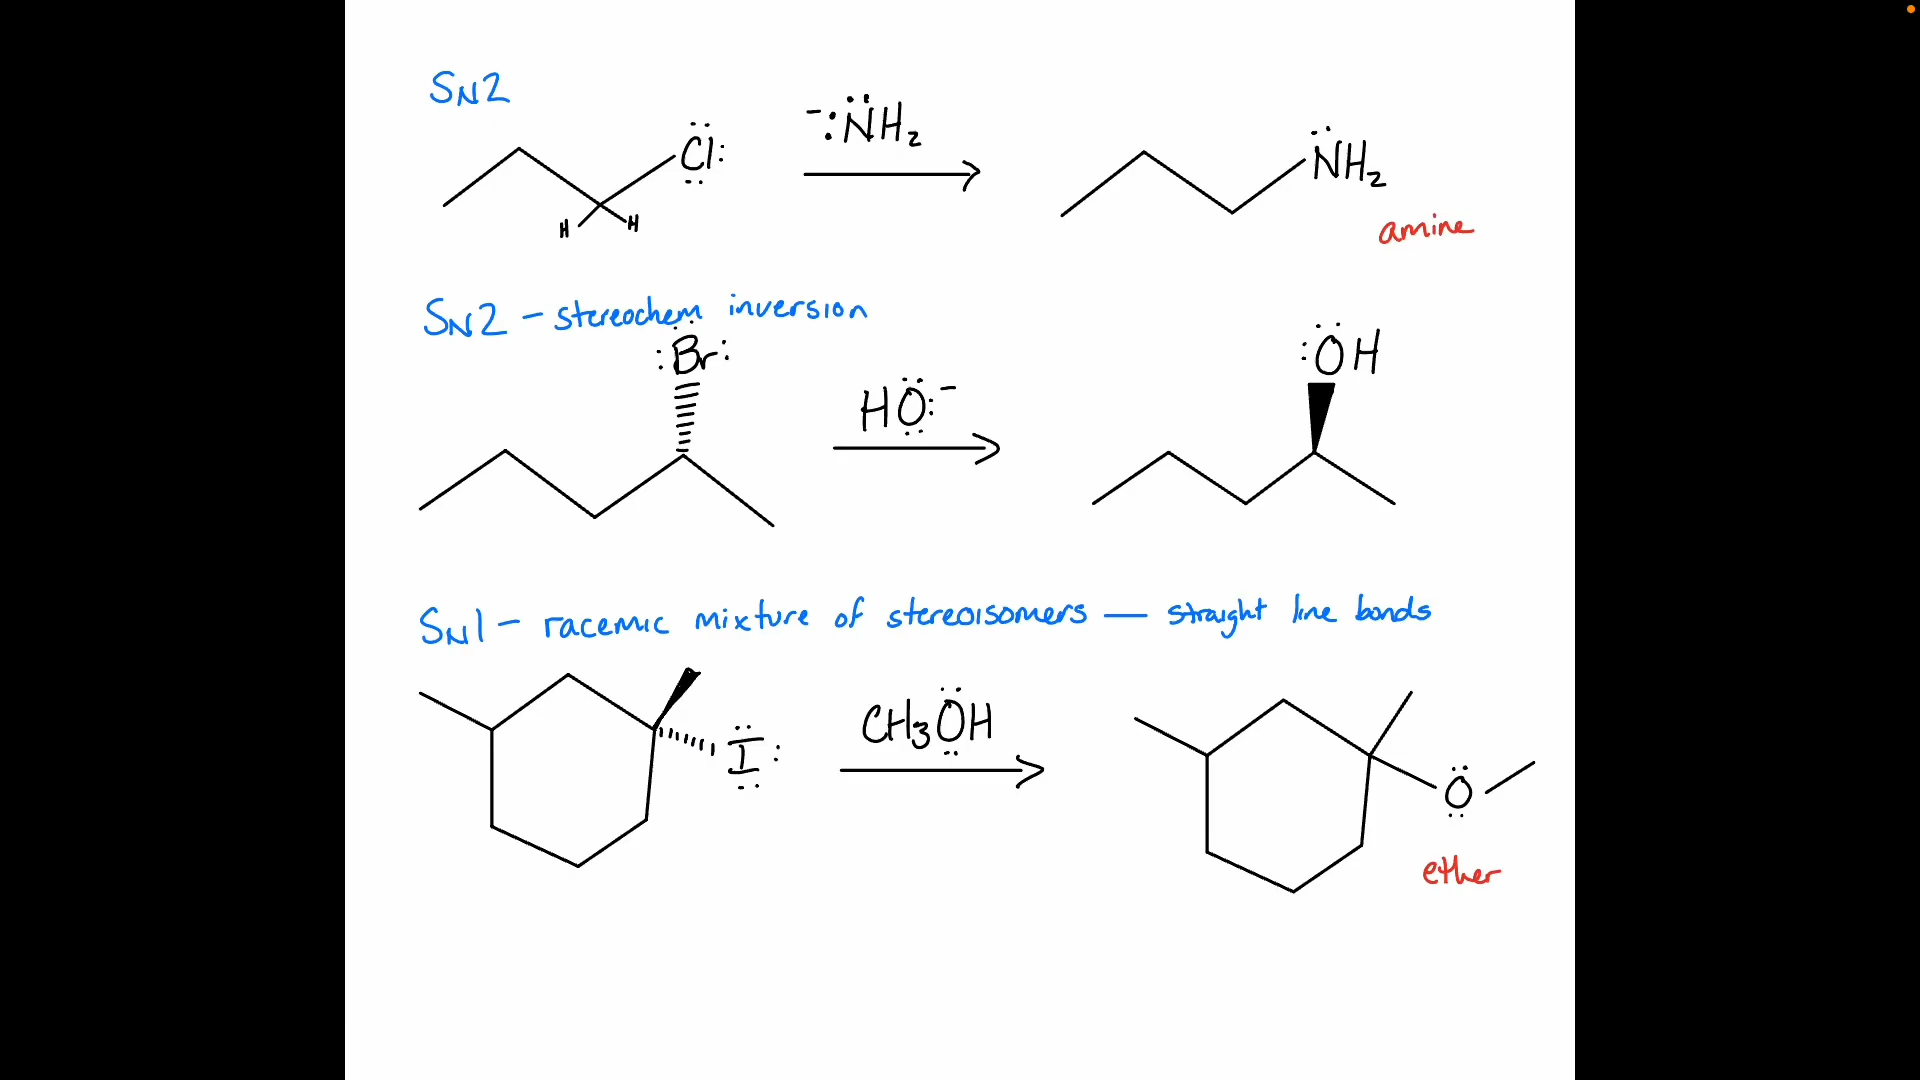 SN2
Cl
⁻:NH₂
H H
NH₂
amine
SN2 – stereochem inversion
:Br:
HO:⁻
:OH
SN1 – racemic mixture of stereoisomers — straight line bonds
I:
CH₃OH
O
ether